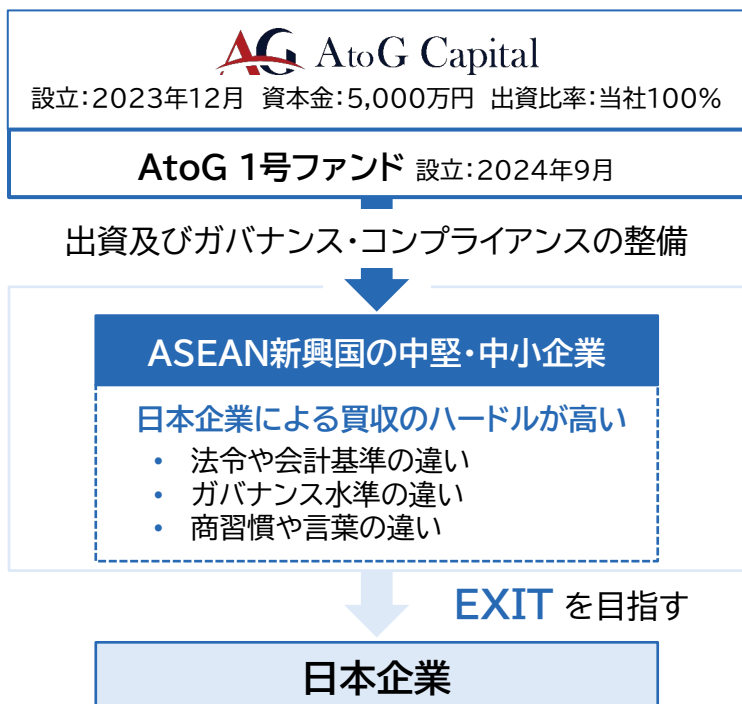 AG AtoG Capital
設立：2023年12月 資本金：5,000万円 出資比率：当社100%
AtoG 1号ファンド 設立：2024年9月
出資及びガバナンス・コンプライアンスの整備
ASEAN新興国の中堅・中小企業
日本企業による買収のハードルが高い
• 法令や会計基準の違い
• ガバナンス水準の違い
• 商習慣や言葉の違い
EXIT を目指す
日本企業